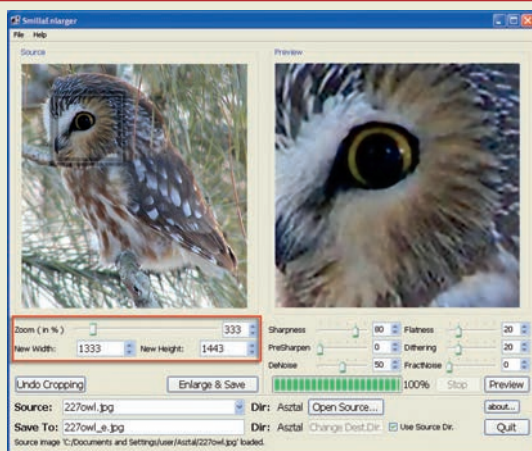 SmillaEnlarger
File Help
Source
Preview
Zoom ( in % ) 333
New Width: 1333 New Height: 1443
Sharpness 80 Flatness 20
PreSharpen 0 Dithering 20
DeNoise 50 FractNoise 0
Undo Cropping Enlarge & Save 100% Stop Preview
Source: 227owl.jpg Dir: Asztal Open Source... about...
Save To: 227owl_e.jpg Dir: Asztal Change Dest.Dir. Use Source Dir. Quit
Source image 'C:/Documents and Settings/user/Asztal/227owl.jpg' loaded.